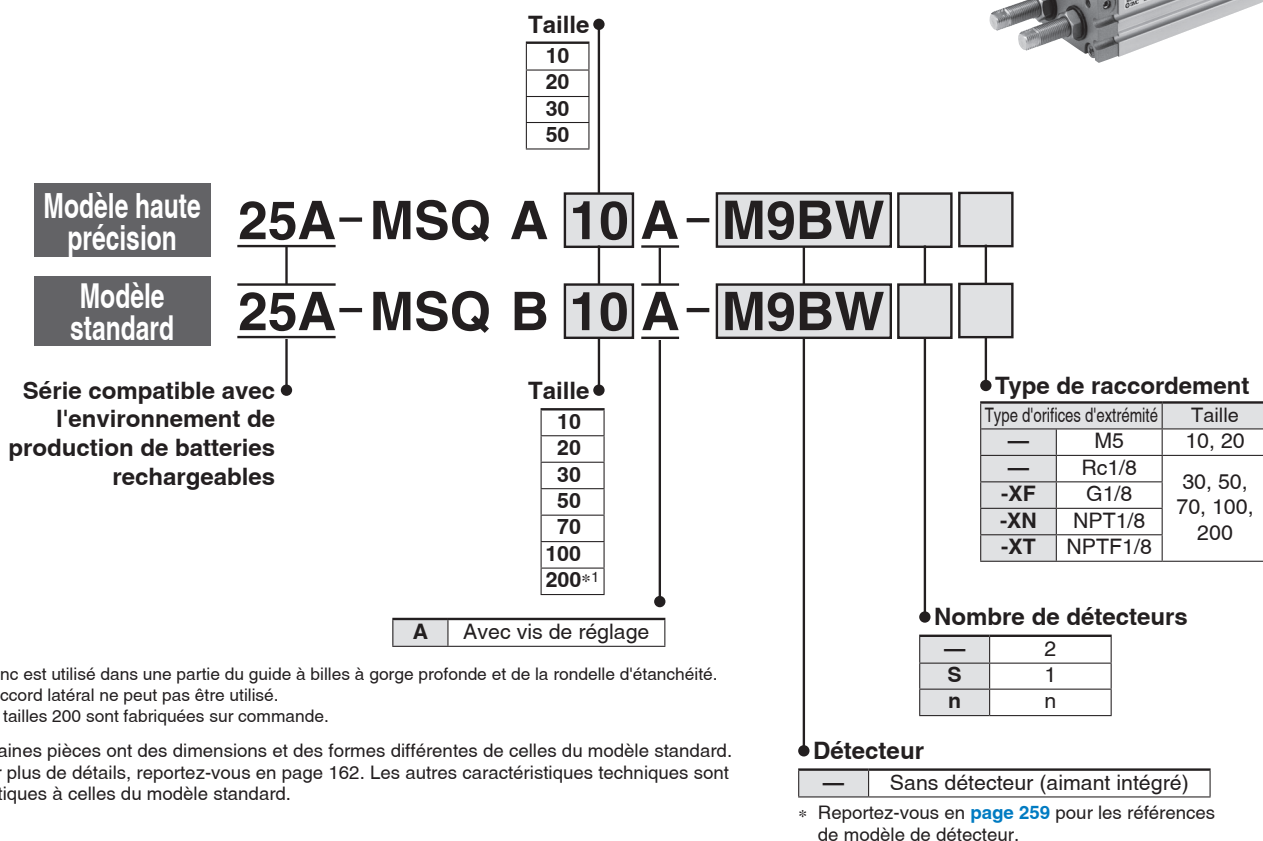 Taille
10
20
30
50
Modèle haute
précision
25A-MSQ A 10 A-M9BW
Modèle
standard
25A-MSQ B 10 A-M9BW
Série compatible avec
l'environnement de
production de batteries
rechargeables
Taille
10
20
30
50
70
100
200*1
A Avec vis de réglage
Type de raccordement
Type d'orifices d'extrémité Taille
— M5 10, 20
— Rc1/8
-XF G1/8
-XN NPT1/8
-XT NPTF1/8
30, 50,
70, 100,
200
Nombre de détecteurs
— 2
S 1
n n
Détecteur
— Sans détecteur (aimant intégré)
* Reportez-vous en page 259 pour les références
de modèle de détecteur.
est utilisé dans une partie du guide à billes à gorge profonde et de la rondelle d'étanchéité.
latéral ne peut pas être utilisé.
tailles 200 sont fabriquées sur commande.
pièces ont des dimensions et des formes différentes de celles du modèle standard.
plus de détails, reportez-vous en page 162. Les autres caractéristiques techniques sont
à celles du modèle standard.